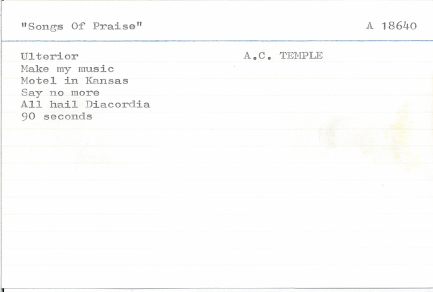 "Songs Of Praise" A 18640
Ulterior A.C. TEMPLE
Make my music
Motel in Kansas
Say no more
All hail Diacordia
90 seconds